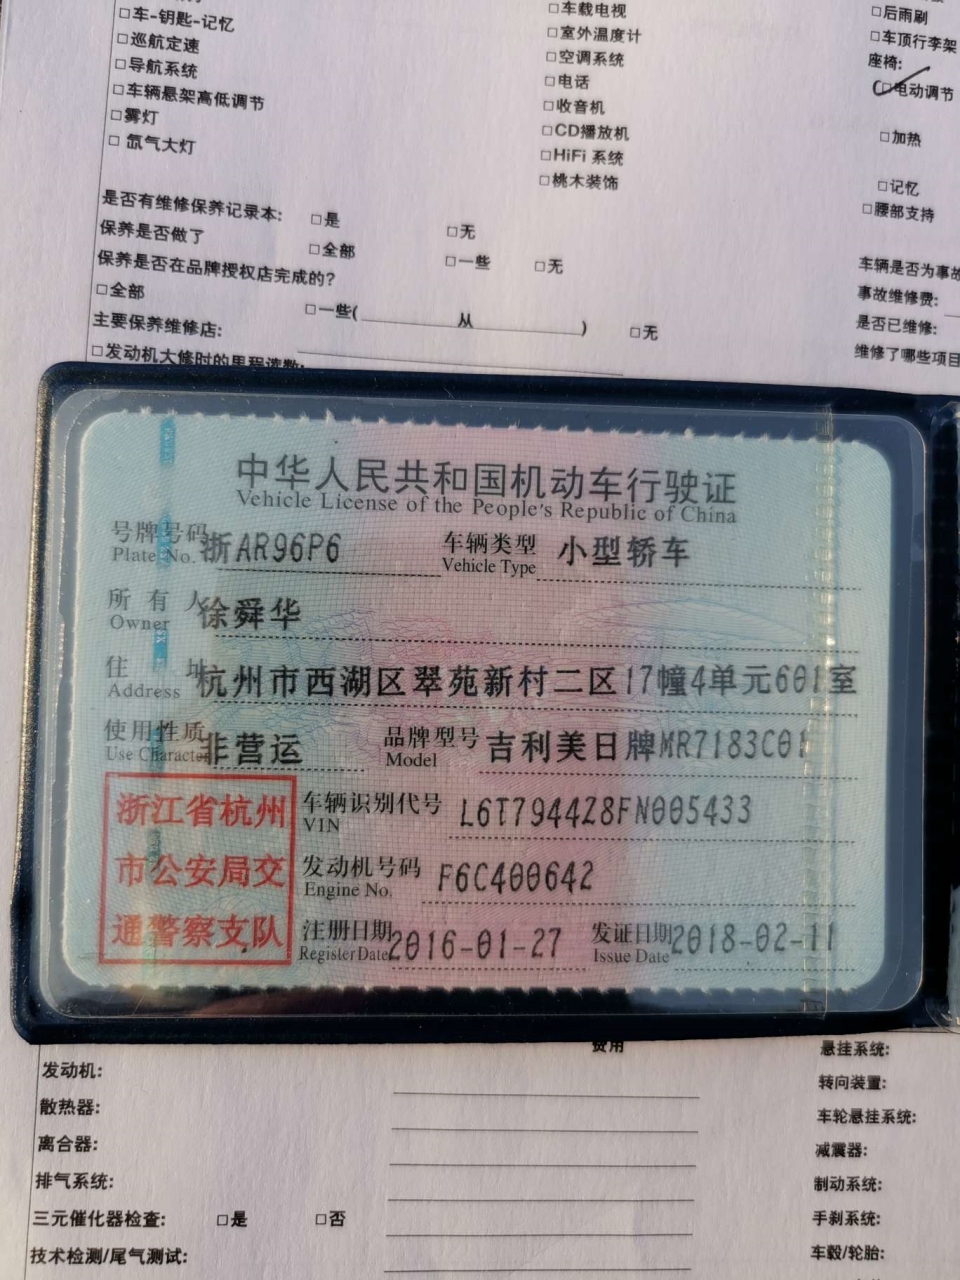 □车-钥匙-记忆
□巡航定速
□导航系统
□车辆悬架高低调节
□雾灯
□ 氙气大灯
□车载电视
□室外温度计
□空调系统
□电话
□收音机
□CD播放机
□HiFi 系统
□桃木装饰
□后雨刷
□车顶行李架
座椅:
□电动调节
□加热
□记忆
□腰部支持
是否有维修保养记录本: □是 □无
保养是否做了 □全部 □一些 □无
保养是否在品牌授权店完成的?
□全部 □一些( 从 ) □无
主要保养维修店:
□发动机大修时的里程读数:
车辆是否为事故
事故维修费:
是否已维修:
维修了哪些项目
中华人民共和国机动车行驶证
Vehicle License of the People's Republic of China
号牌号码 浙AR96P6 车辆类型 小型轿车
Plate No. Vehicle Type
所有人 徐舜华
Owner
住址 杭州市西湖区翠苑新村二区17幢4单元601室
Address
使用性质 非营运 品牌型号 吉利美日牌MR7183C01
Use Character Model
浙江省杭州
市公安局交
通警察支队
车辆识别代号 L6T7944Z8FN005433
VIN
发动机号码 F6C400642
Engine No.
注册日期 2016-01-27 发证日期 2018-02-11
Register Date Issue Date
费用
发动机:
散热器:
离合器:
排气系统:
三元催化器检查: □是 □否
技术检测/尾气测试:
悬挂系统:
转向装置:
车轮悬挂系统:
减震器:
制动系统:
手刹系统:
车毂/轮胎: